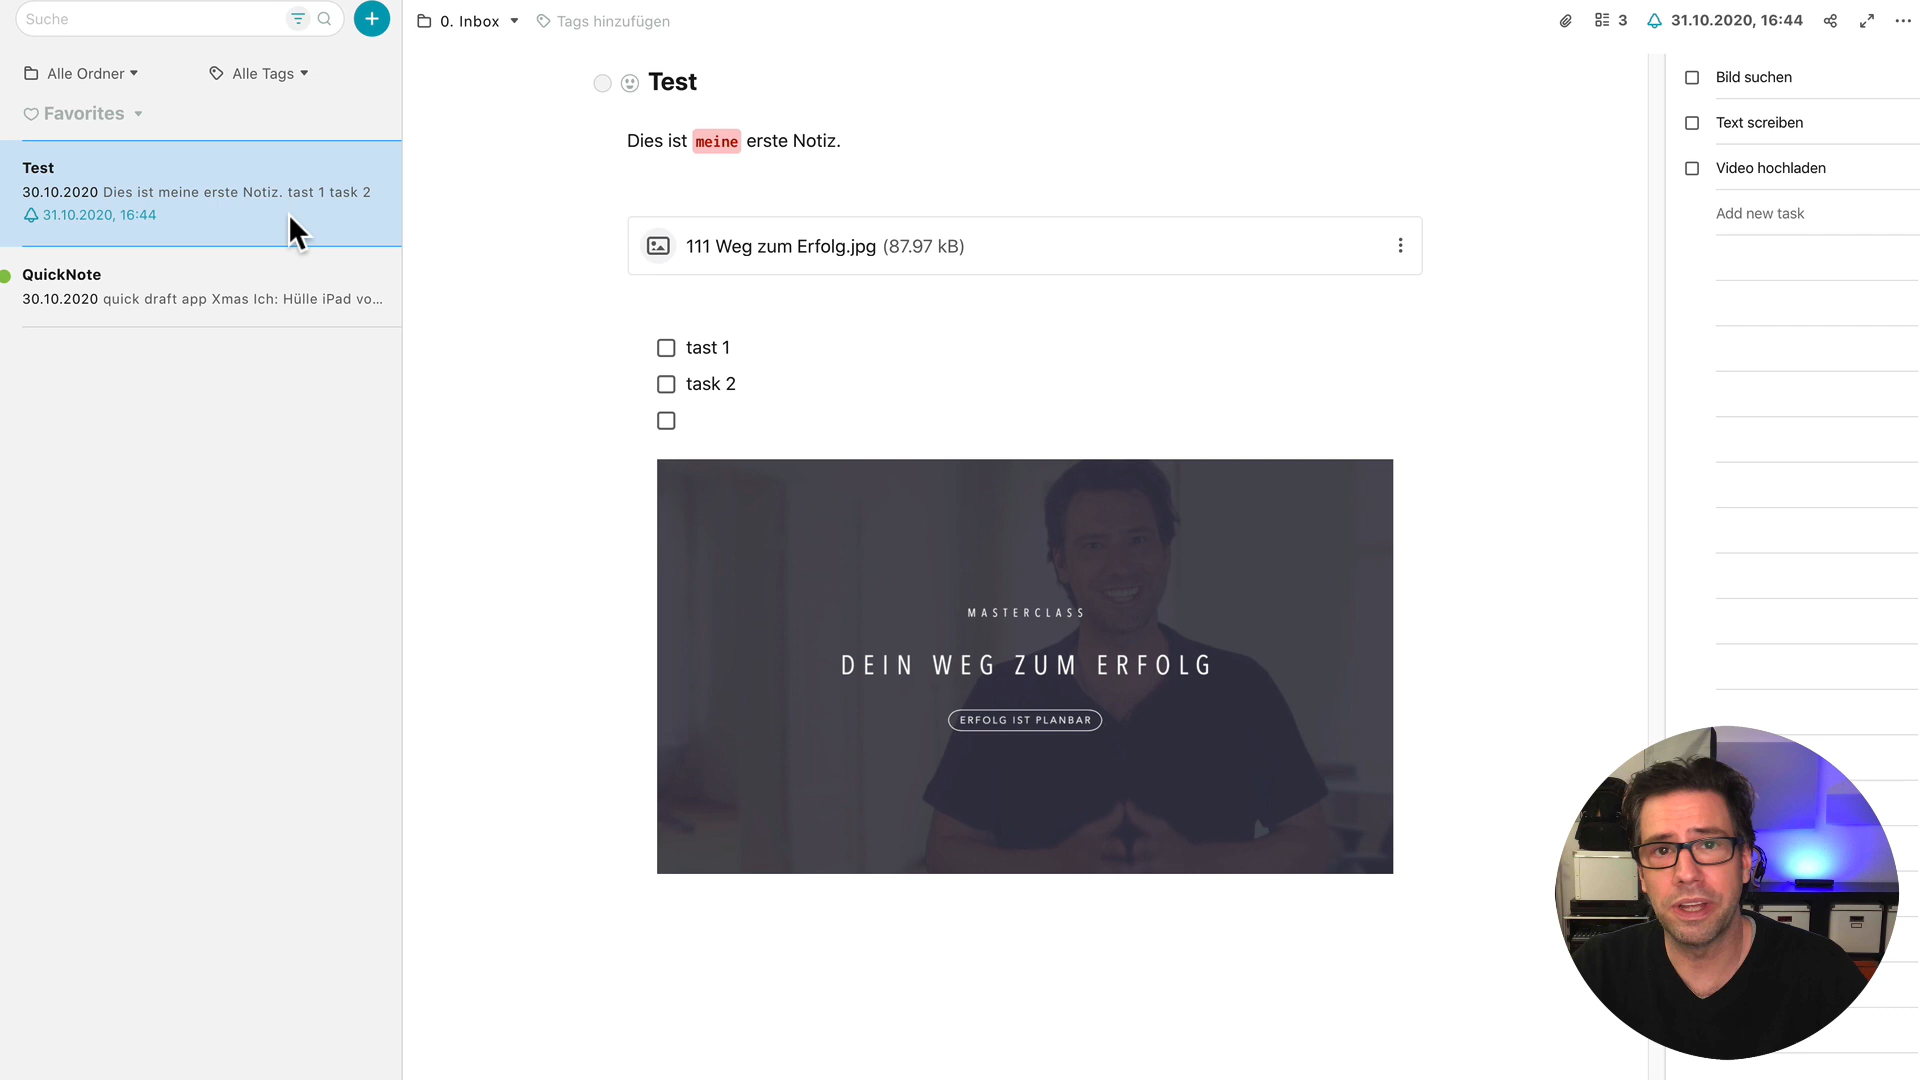 Suche
Alle Ordner
Alle Tags
Favorites
Test
30.10.2020 Dies ist meine erste Notiz. tast 1 task 2
31.10.2020, 16:44
QuickNote
30.10.2020 quick draft app Xmas Ich: Hülle iPad vo...
0. Inbox
Tags hinzufügen
3
31.10.2020, 16:44
Test
Dies ist meine erste Notiz.
111 Weg zum Erfolg.jpg (87.97 kB)
tast 1
task 2
MASTERCLASS
DEIN WEG ZUM ERFOLG
ERFOLG IST PLANBAR
Bild suchen
Text screiben
Video hochladen
Add new task